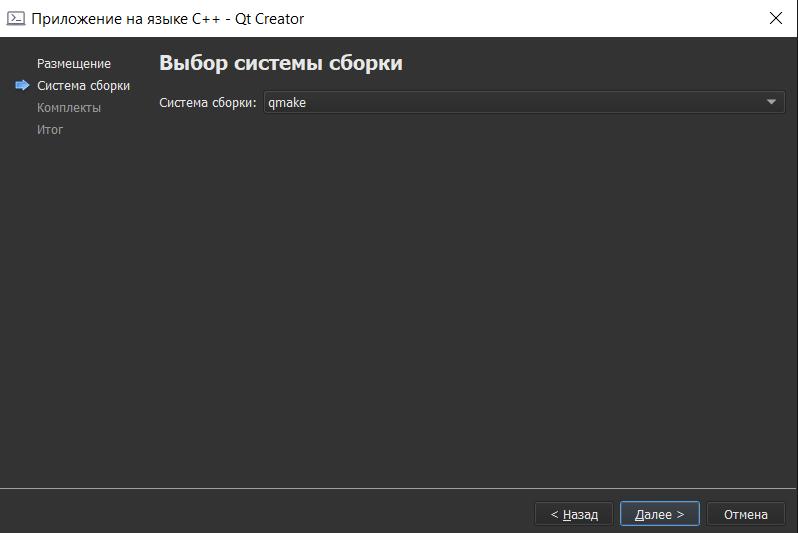 Приложение на языке C++ - Qt Creator
Размещение
Система сборки
Комплекты
Итог
Выбор системы сборки
Система сборки: qmake
< Назад Далее > Отмена